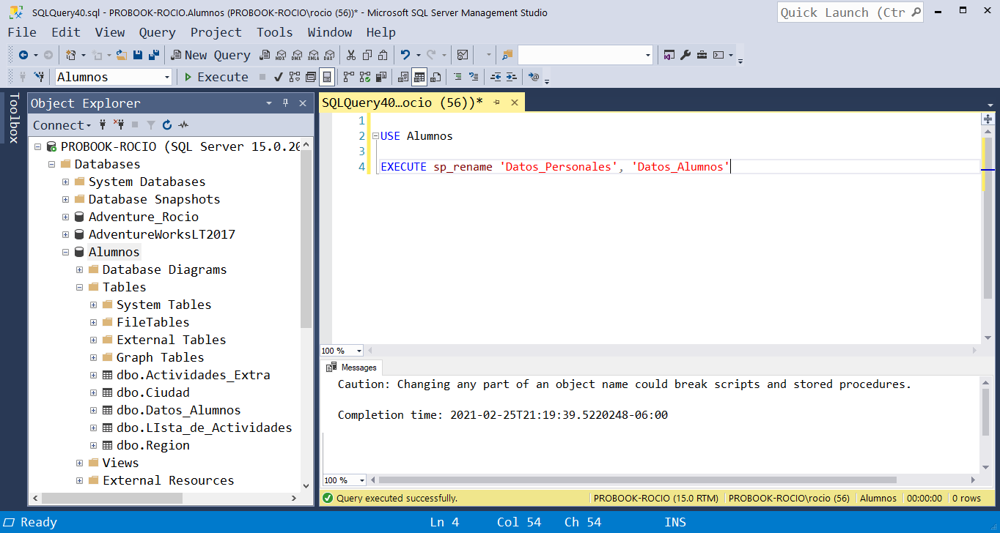 SQLQuery40.sql - PROBOOK-ROCIO.Alumnos (PROBOOK-ROCIO\rocio (56))* - Microsoft SQL Server Management Studio
Quick Launch (Ctr
File Edit View Query Project Tools Window Help
New Query MDX DMX XMLA DAX
Alumnos Execute
Toolbox
Object Explorer
Connect
PROBOOK-ROCIO (SQL Server 15.0.20
Databases
System Databases
Database Snapshots
Adventure_Rocio
AdventureWorksLT2017
Alumnos
Database Diagrams
Tables
System Tables
FileTables
External Tables
Graph Tables
dbo.Actividades_Extra
dbo.Ciudad
dbo.Datos_Alumnos
dbo.LIsta_de_Actividades
dbo.Region
Views
External Resources
SQLQuery40...ocio (56))*
1
2 USE Alumnos
3
4 EXECUTE sp_rename 'Datos_Personales', 'Datos_Alumnos'
100 %
Messages
Caution: Changing any part of an object name could break scripts and stored procedures.
Completion time: 2021-02-25T21:19:39.5220248-06:00
100 %
Query executed successfully. PROBOOK-ROCIO (15.0 RTM) PROBOOK-ROCIO\rocio (56) Alumnos 00:00:00 0 rows
Ready Ln 4 Col 54 Ch 54 INS